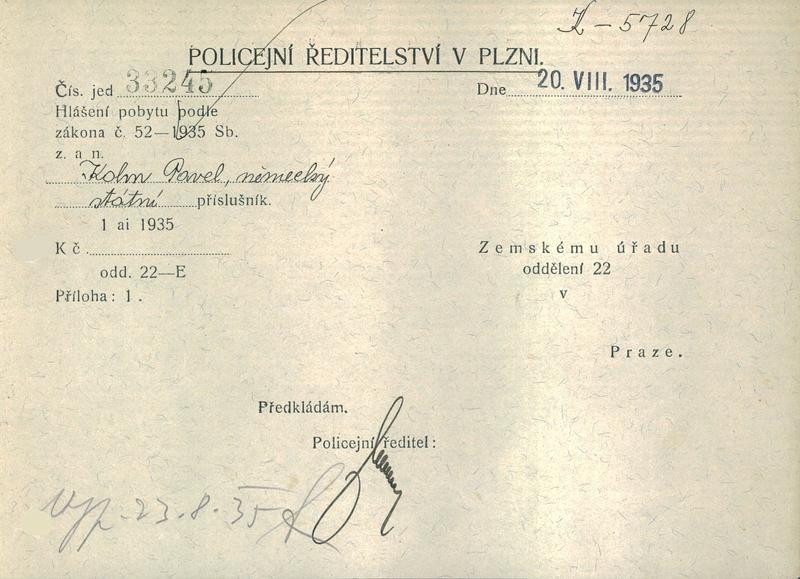 K-5728
POLICEJNÍ ŘEDITELSTVÍ V PLZNI.
Čís. jed 33245
Dne 20. VIII. 1935
Hlášení pobytu podle
zákona č. 52—1935 Sb.
z. a n.
Kohn Pavel, německý
státní příslušník.
1 ai 1935
Kč
odd. 22—E
Příloha: 1.
Zemskému úřadu
oddělení 22
v
Praze.
Předkládám.
Policejní ředitel:
23.8.35